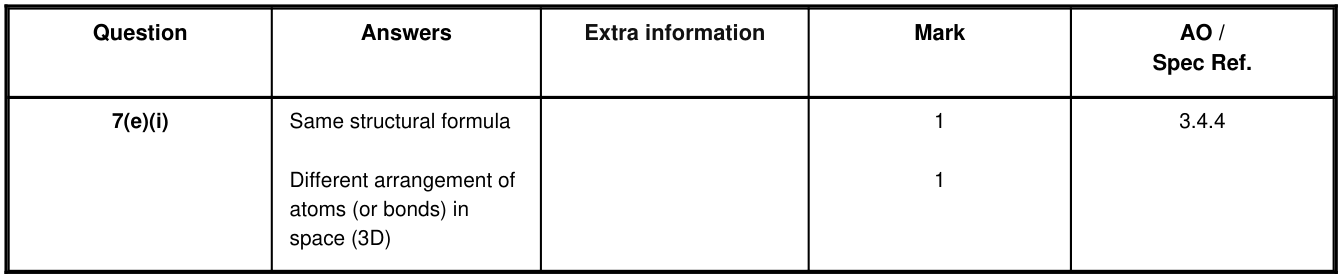 Question Answers Extra information Mark AO /
Spec Ref.
7(e)(i) Same structural formula 1 3.4.4
Different arrangement of 1
atoms (or bonds) in
space (3D)